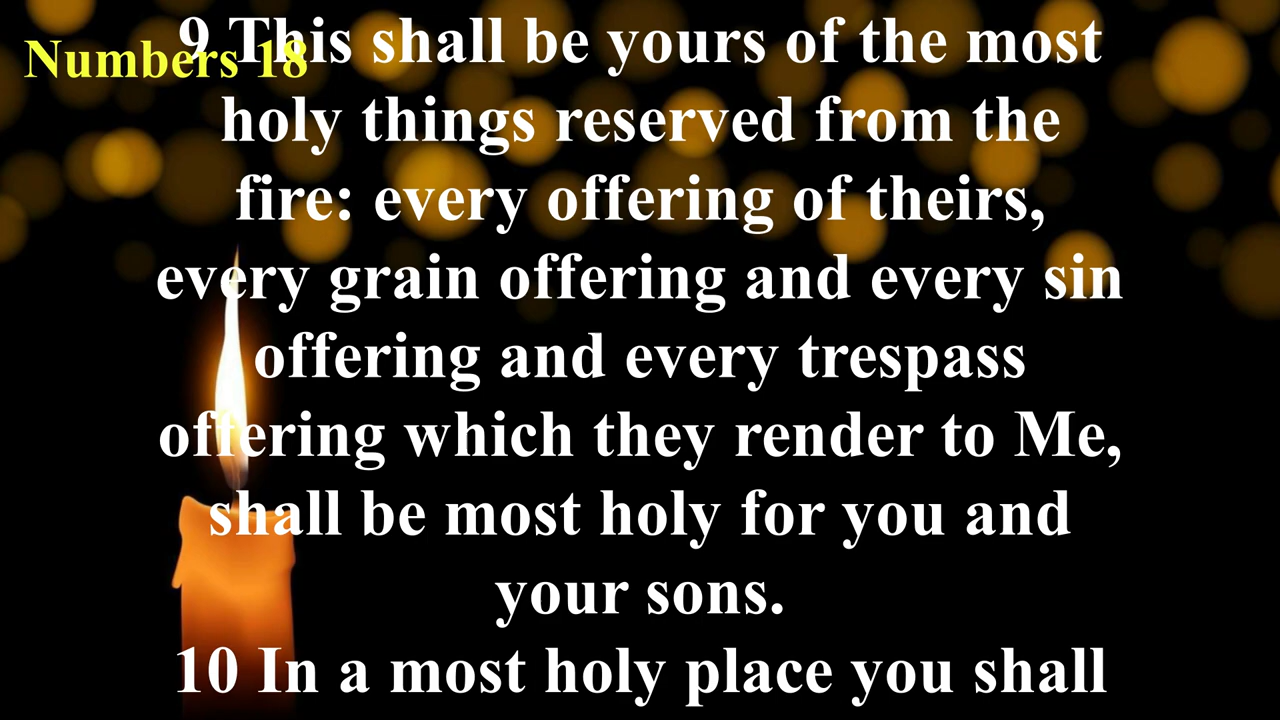 Numbers 18
9 This shall be yours of the most
holy things reserved from the
fire: every offering of theirs,
every grain offering and every sin
offering and every trespass
offering which they render to Me,
shall be most holy for you and
your sons.
10 In a most holy place you shall